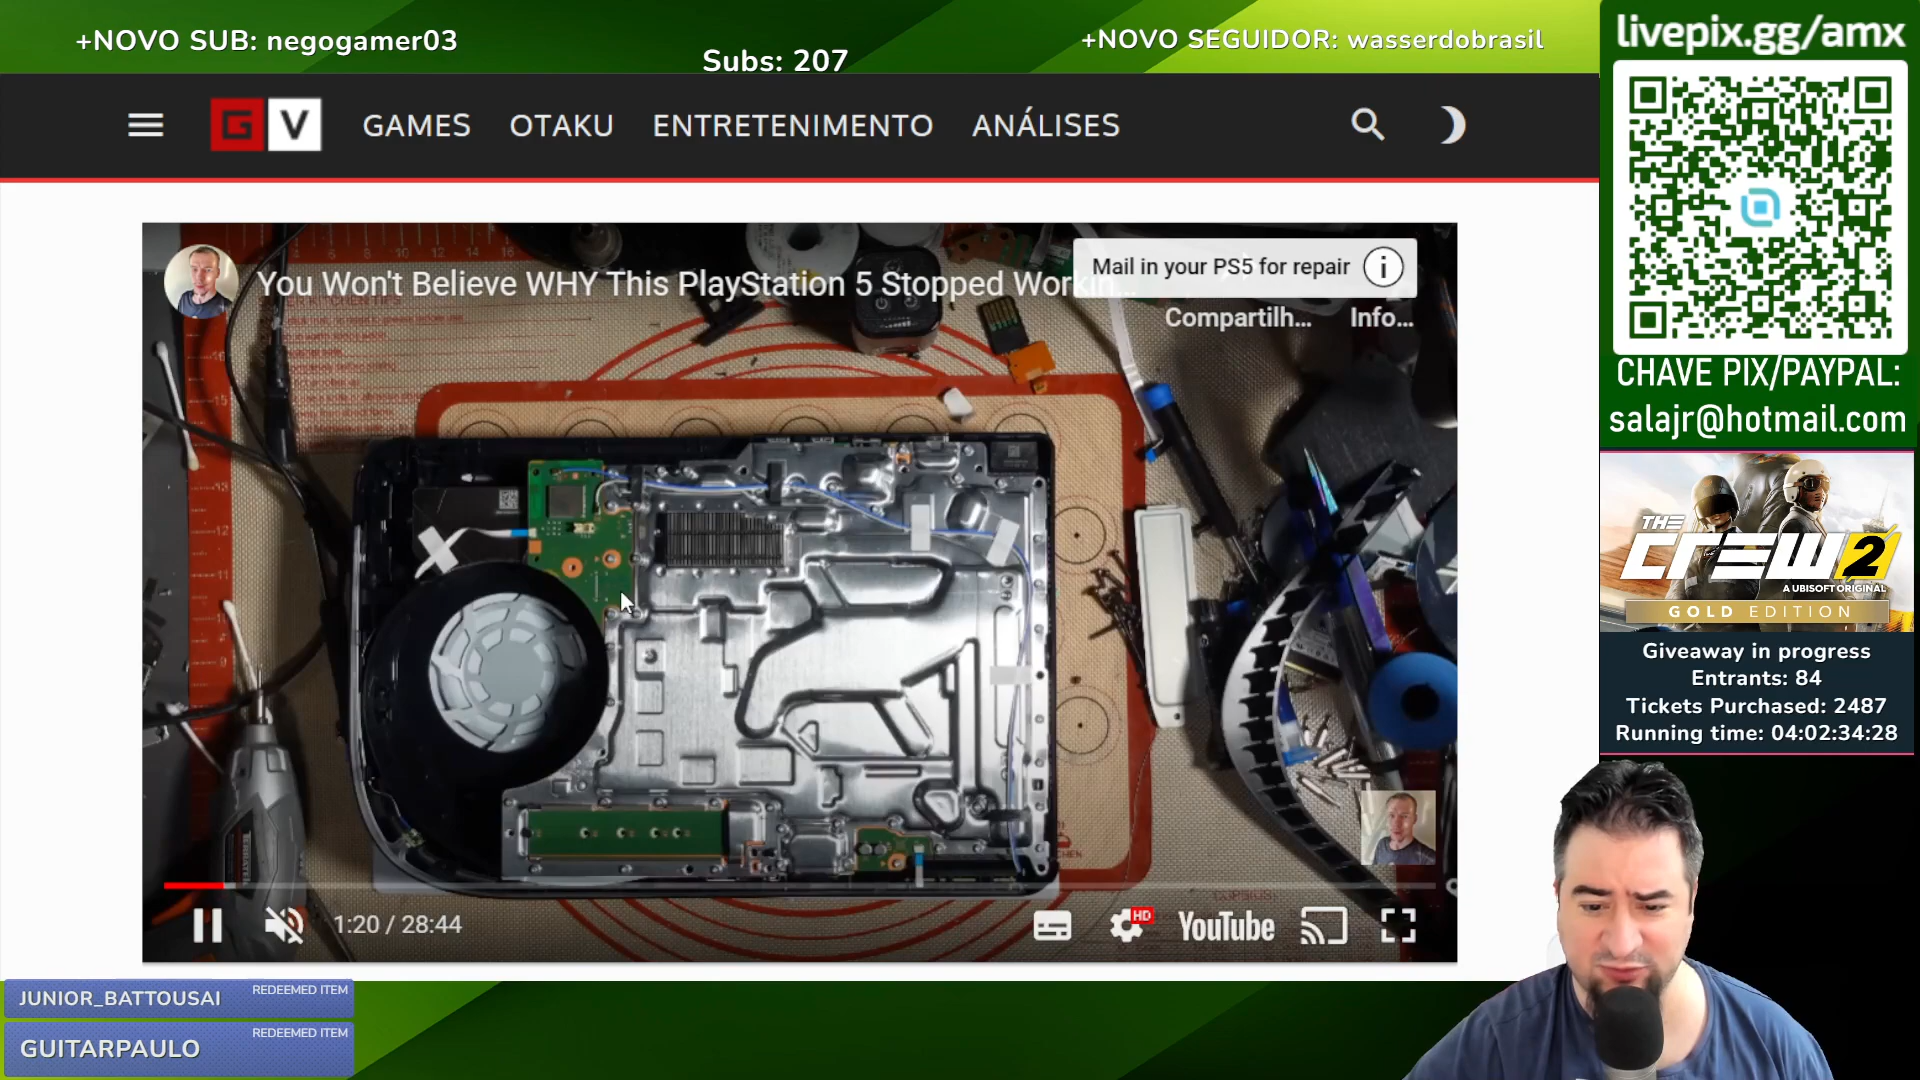 +NOVO SUB: negogamer03
Subs: 207
+NOVO SEGUIDOR: wasserdobrasil
livepix.gg/amx
G V GAMES OTAKU ENTRETENIMENTO ANÁLISES
You Won't Believe WHY This PlayStation 5 Stopped Workin...
Mail in your PS5 for repair
Compartilh... Info...
CHAVE PIX/PAYPAL:
salajr@hotmail.com
THE
CREW 2
A UBISOFT ORIGINAL
GOLD EDITION
Giveaway in progress
Entrants: 84
Tickets Purchased: 2487
Running time: 04:02:34:28
1:20 / 28:44
HD
YouTube
JUNIOR_BATTOUSAI REDEEMED ITEM
GUITARPAULO REDEEMED ITEM